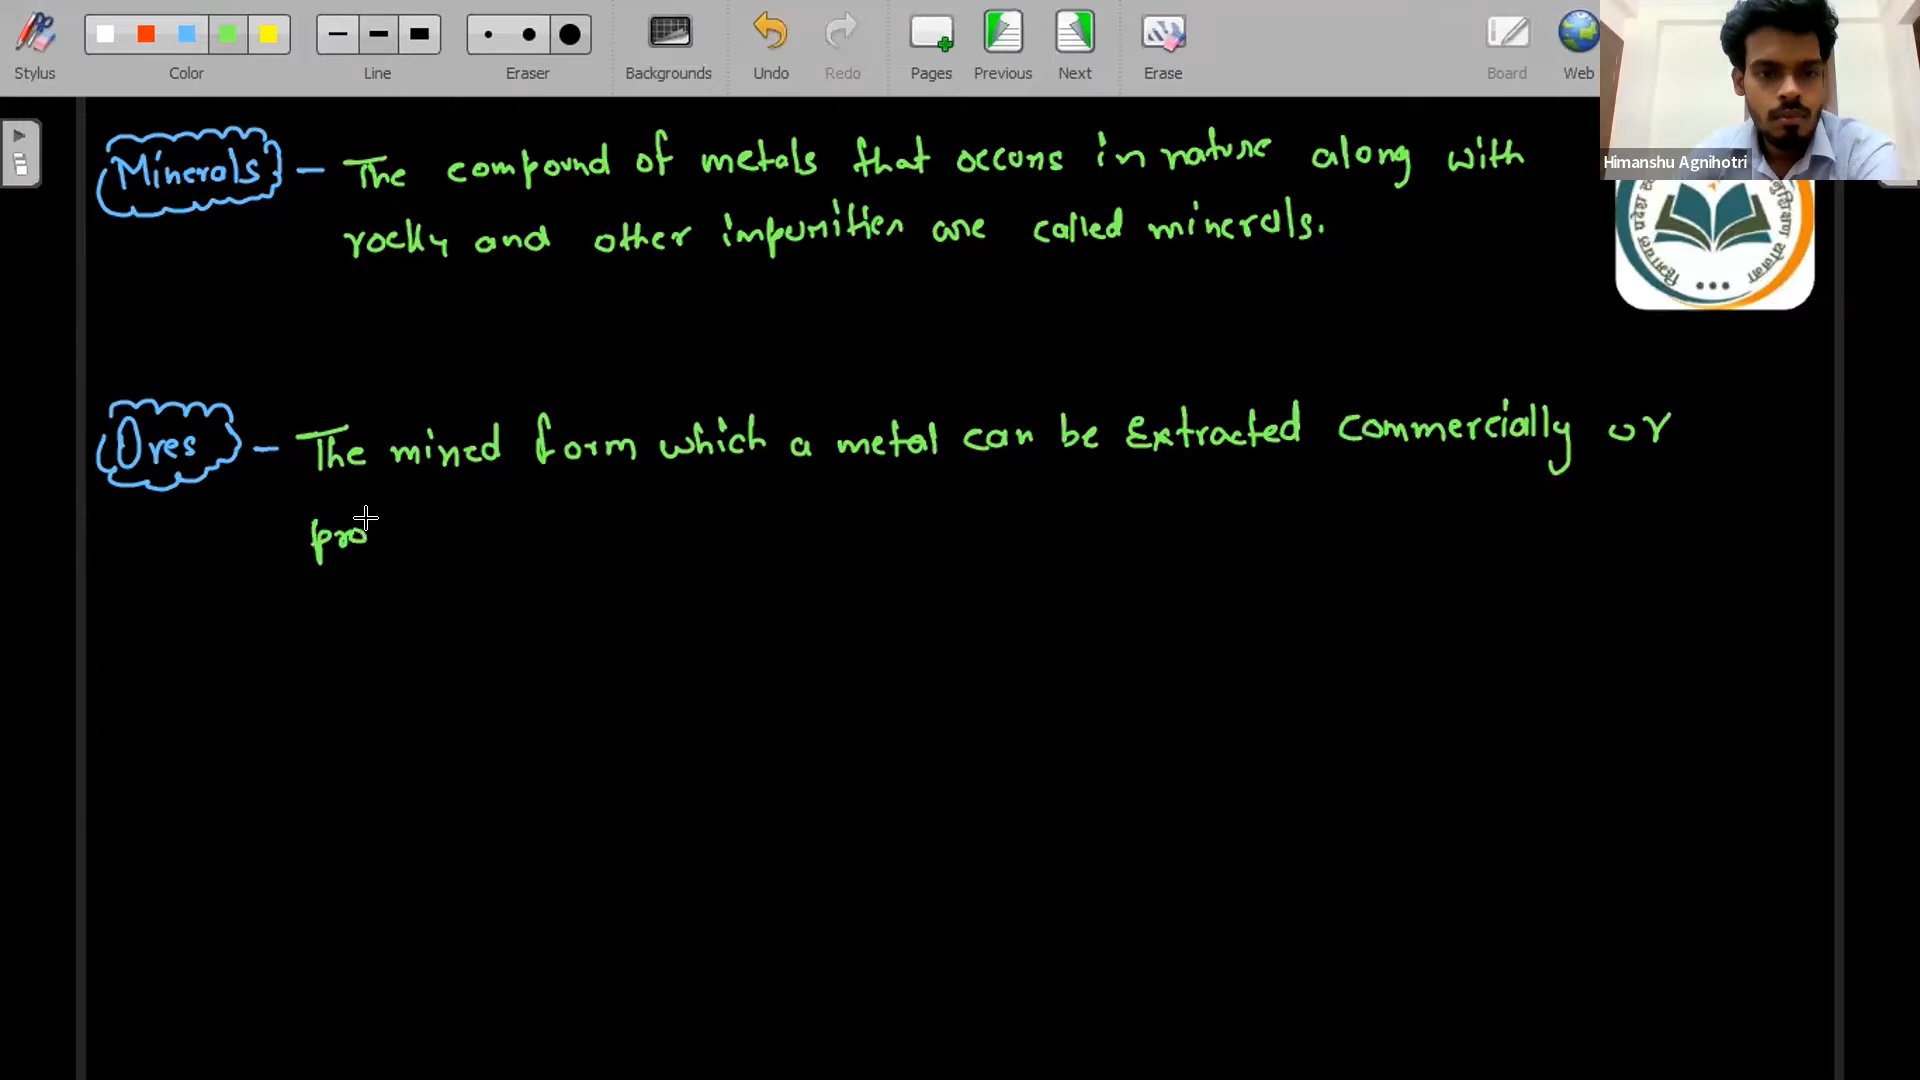 Stylus Color Line Eraser Backgrounds Undo Redo Pages Previous Next Erase Board Web
Himanshu Agnihotri
Minerals - The compound of metals that occurs in nature along with
rocky and other impurities are called minerals.
Ores - The mined form which a metal can be Extracted commercially or
pro